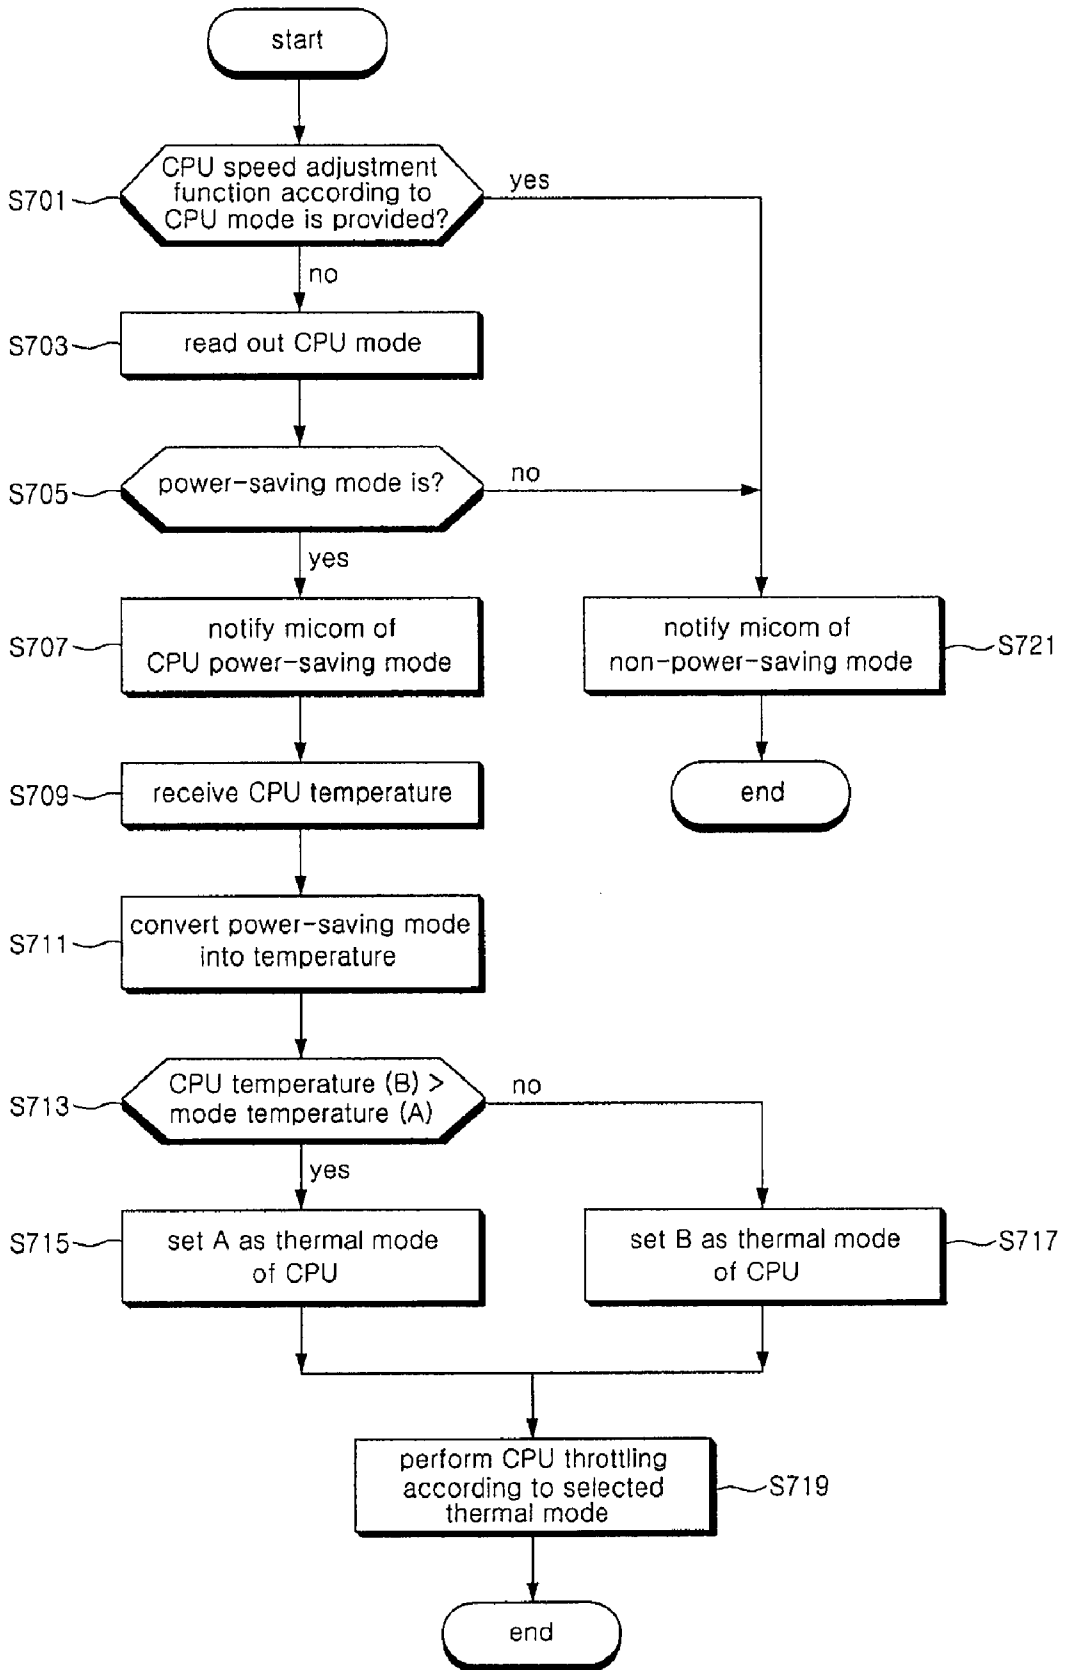 start
CPU speed adjustment
function according to
CPU mode is provided?
S701
yes
no
S703
read out CPU mode
S705
power-saving mode is?
no
yes
S707
notify micom of
CPU power-saving mode
notify micom of
non-power-saving mode
S721
S709
receive CPU temperature
end
S711
convert power-saving mode
into temperature
S713
CPU temperature (B) >
mode temperature (A)
no
yes
S715
set A as thermal mode
of CPU
set B as thermal mode
of CPU
S717
perform CPU throttling
according to selected
thermal mode
S719
end